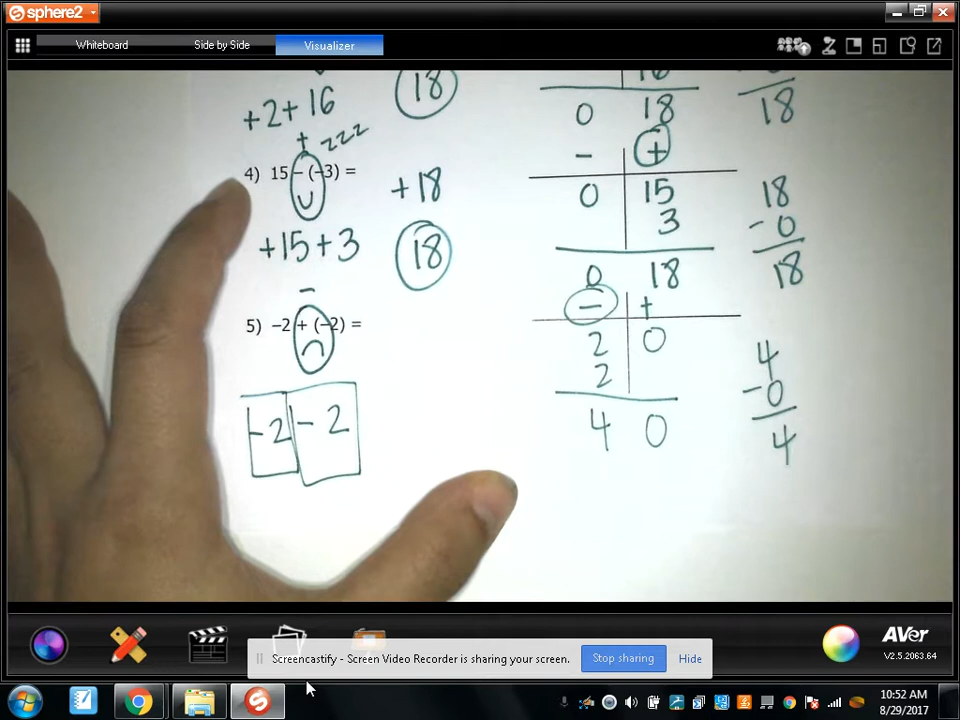 sphere2
Whiteboard
Side by Side
Visualizer
+2+16
18
16
0 18
18
+ zzz
4) 15 – (–3) =
+18
+15+3
18
- +
0 15
3
0 18
18
- 0
18
-
5) –2 + (–2) =
- +
2 0
2
4 0
4
- 0
4
-2 - 2
Screencastify - Screen Video Recorder is sharing your screen.
Stop sharing
Hide
AVer
V2.5.2063.64
10:52 AM
8/29/2017